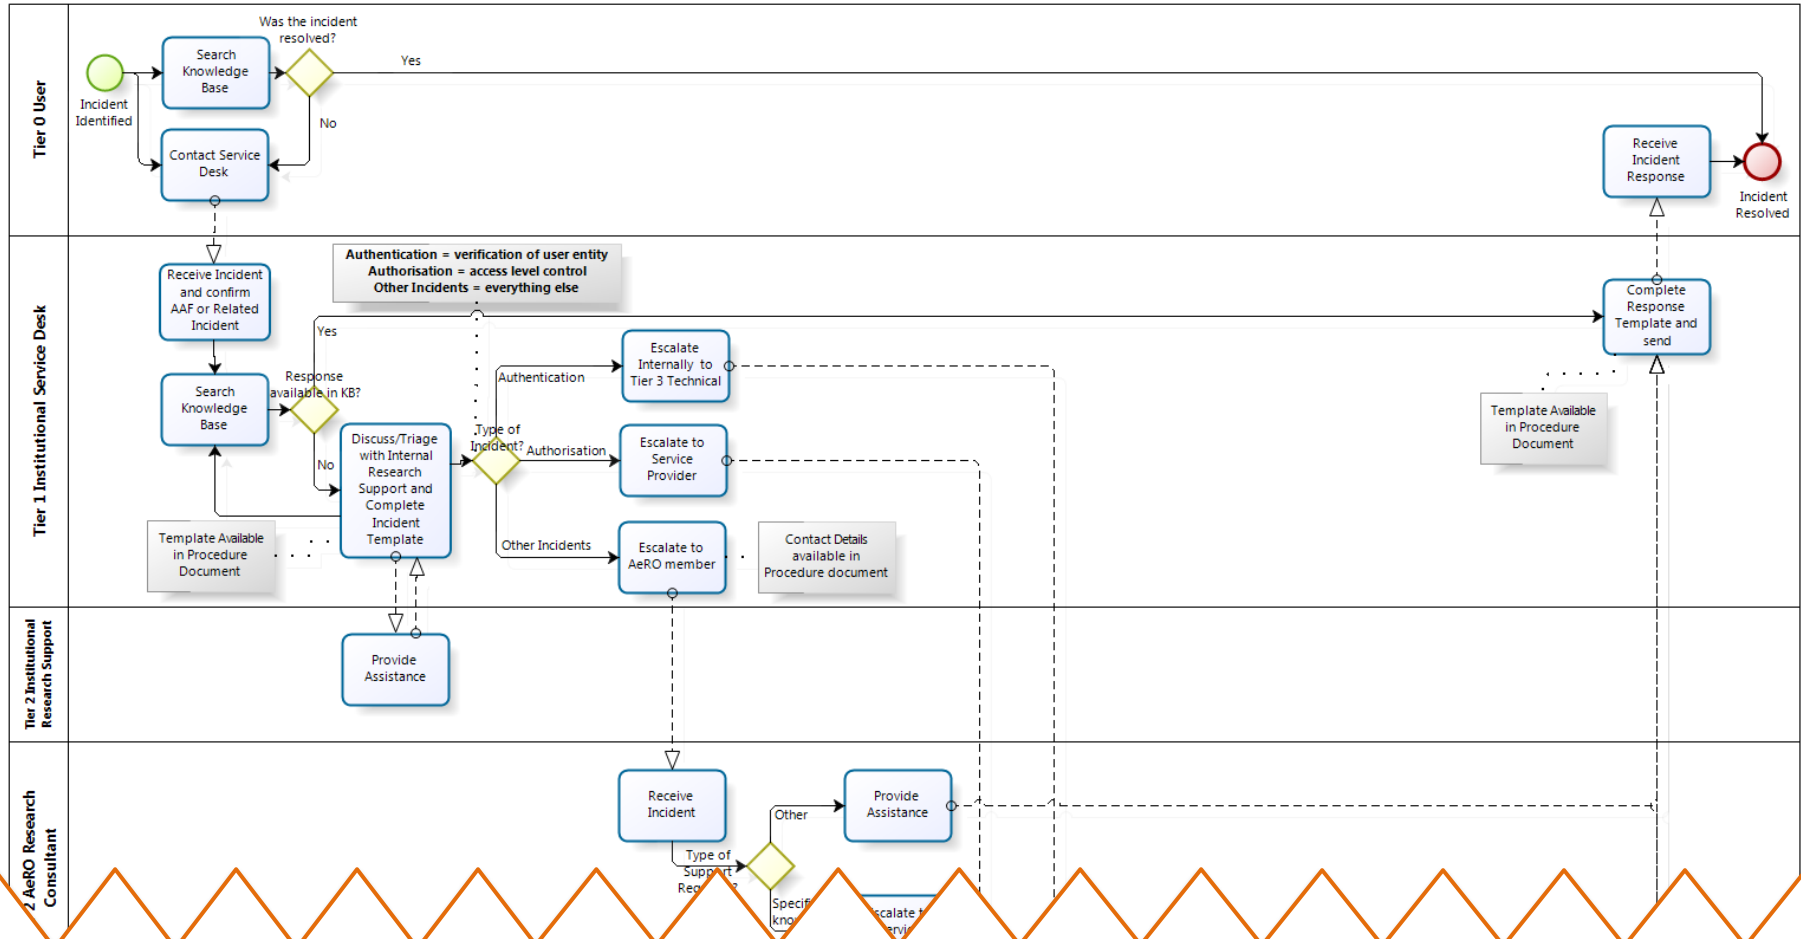 Tier 0 User
Was the incident
resolved?
Search
Knowledge
Base
Yes
Incident
Identified
No
Contact Service
Desk
Receive
Incident
Response
Incident
Resolved
Tier 1 Institutional Service Desk
Authentication = verification of user entity
Authorisation = access level control
Other Incidents = everything else
Receive Incident
and confirm
AAF or Related
Incident
Yes
Complete
Response
Template and
send
Response
available in KB?
Search
Knowledge
Base
No
Discuss/Triage
with Internal
Research
Support and
Complete
Incident
Template
Type of
Incident?
Authentication
Escalate
Internally to
Tier 3 Technical
Authorisation
Escalate to
Service
Provider
Other Incidents
Escalate to
AeRO member
Contact Details
available in
Procedure document
Template Available
in Procedure
Document
Template Available
in Procedure
Document
Tier 2 Institutional
Research Support
Provide
Assistance
2 AeRO Research
Consultant
Receive
Incident
Other
Provide
Assistance
Type of
Support